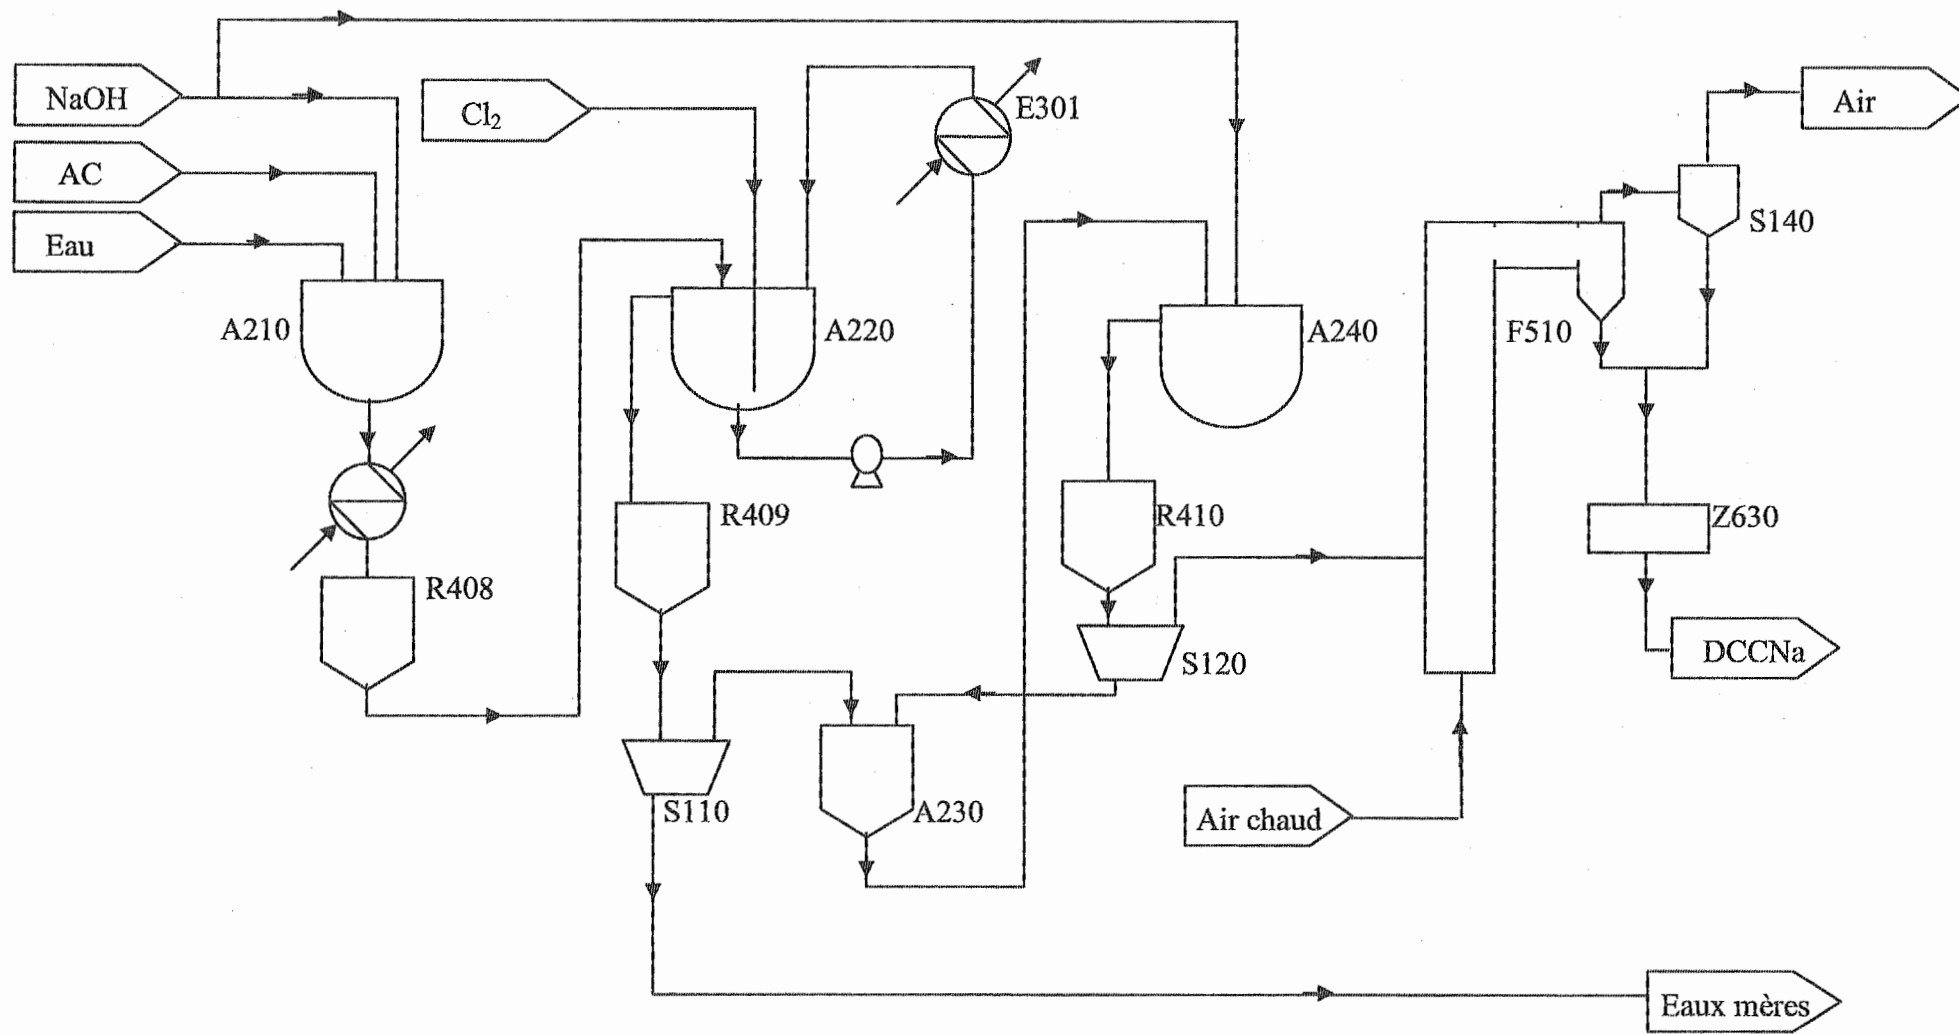 NaOH
AC
Eau
Cl₂
E301
Air
S140
A210
A220
A240
F510
R409
R410
Z630
R408
S120
DCCNa
S110
A230
Air chaud
Eaux mères